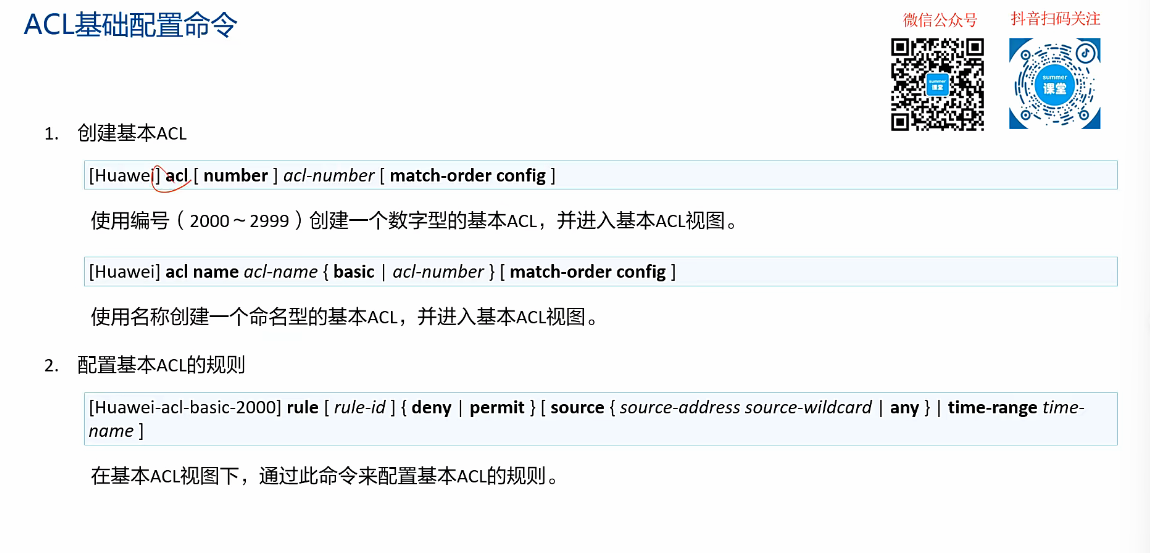 ACL基础配置命令
微信公众号
抖音扫码关注
summer
课堂
summer
课堂
1. 创建基本ACL
[Huawei] acl [ number ] acl-number [ match-order config ]
使用编号（2000～2999）创建一个数字型的基本ACL，并进入基本ACL视图。
[Huawei] acl name acl-name { basic | acl-number } [ match-order config ]
使用名称创建一个命名型的基本ACL，并进入基本ACL视图。
2. 配置基本ACL的规则
[Huawei-acl-basic-2000] rule [ rule-id ] { deny | permit } [ source { source-address source-wildcard | any } | time-range time-
name ]
在基本ACL视图下，通过此命令来配置基本ACL的规则。